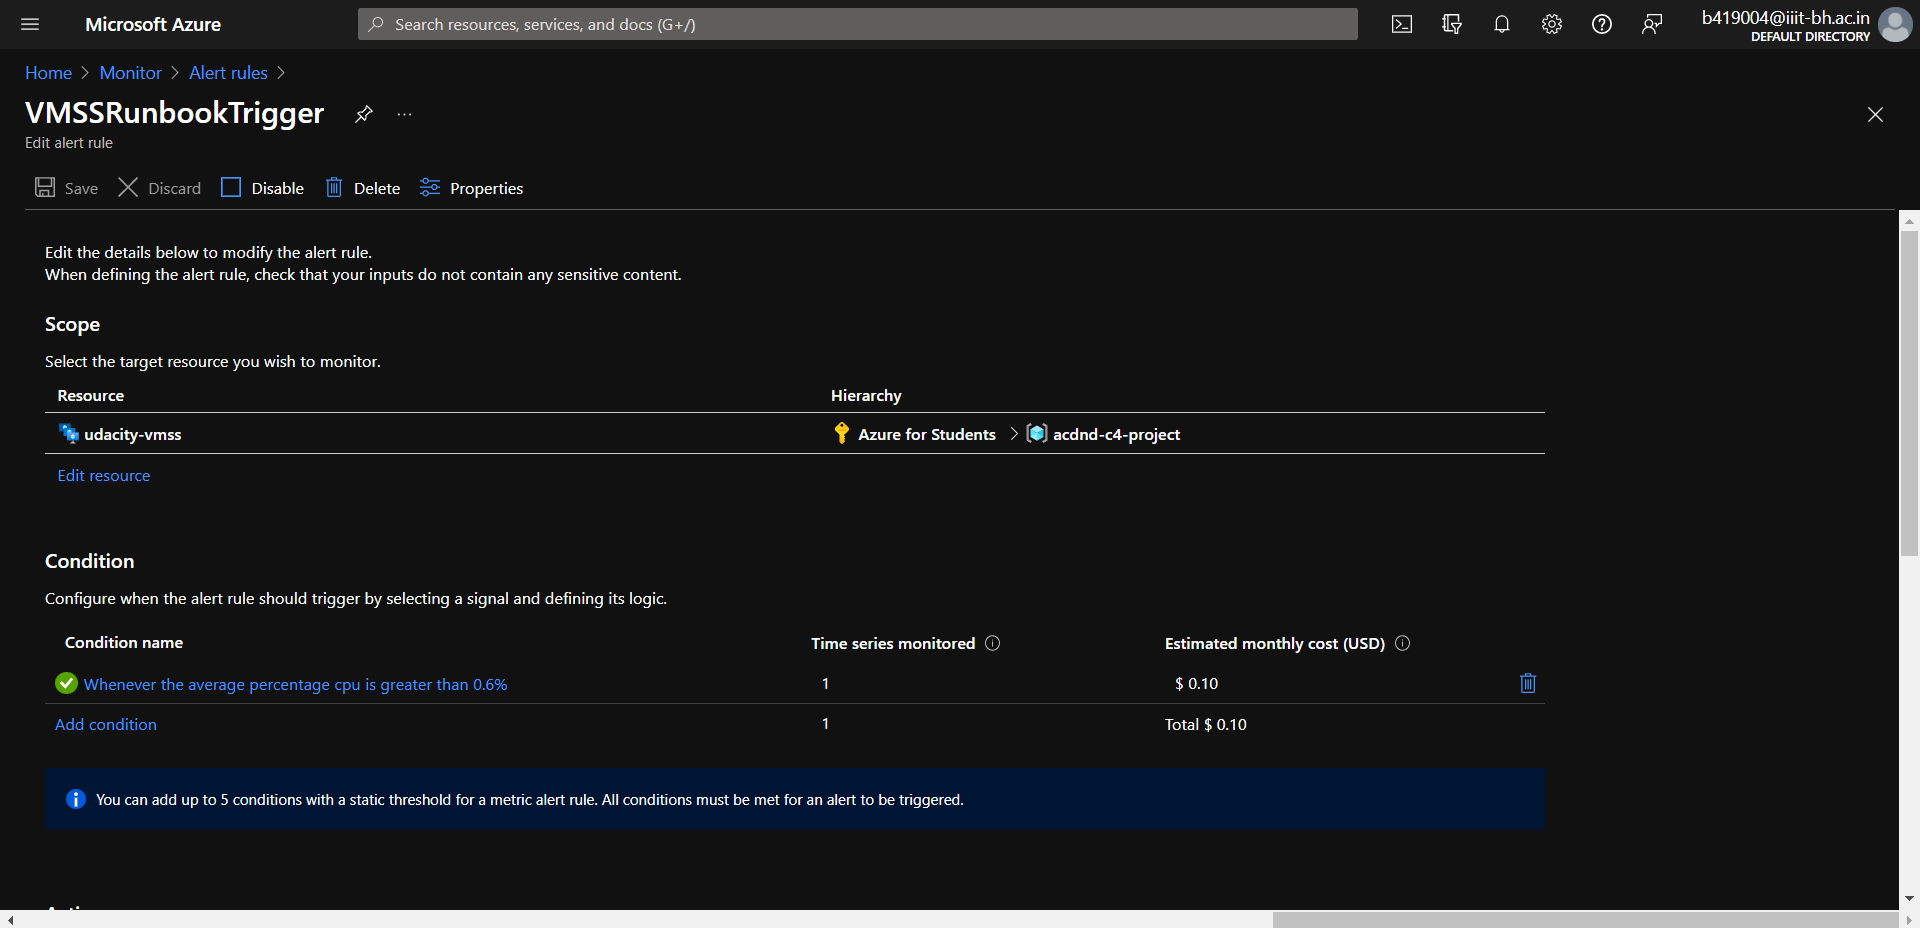 Microsoft Azure
Search resources, services, and docs (G+/)
b419004@iiit-bh.ac.in
DEFAULT DIRECTORY
Home > Monitor > Alert rules >
VMSSRunbookTrigger
Edit alert rule
Save Discard Disable Delete Properties
Edit the details below to modify the alert rule.
When defining the alert rule, check that your inputs do not contain any sensitive content.
Scope
Select the target resource you wish to monitor.
Resource Hierarchy
udacity-vmss Azure for Students > acdnd-c4-project
Edit resource
Condition
Configure when the alert rule should trigger by selecting a signal and defining its logic.
Condition name Time series monitored Estimated monthly cost (USD)
Whenever the average percentage cpu is greater than 0.6% 1 $ 0.10
Add condition 1 Total $ 0.10
You can add up to 5 conditions with a static threshold for a metric alert rule. All conditions must be met for an alert to be triggered.